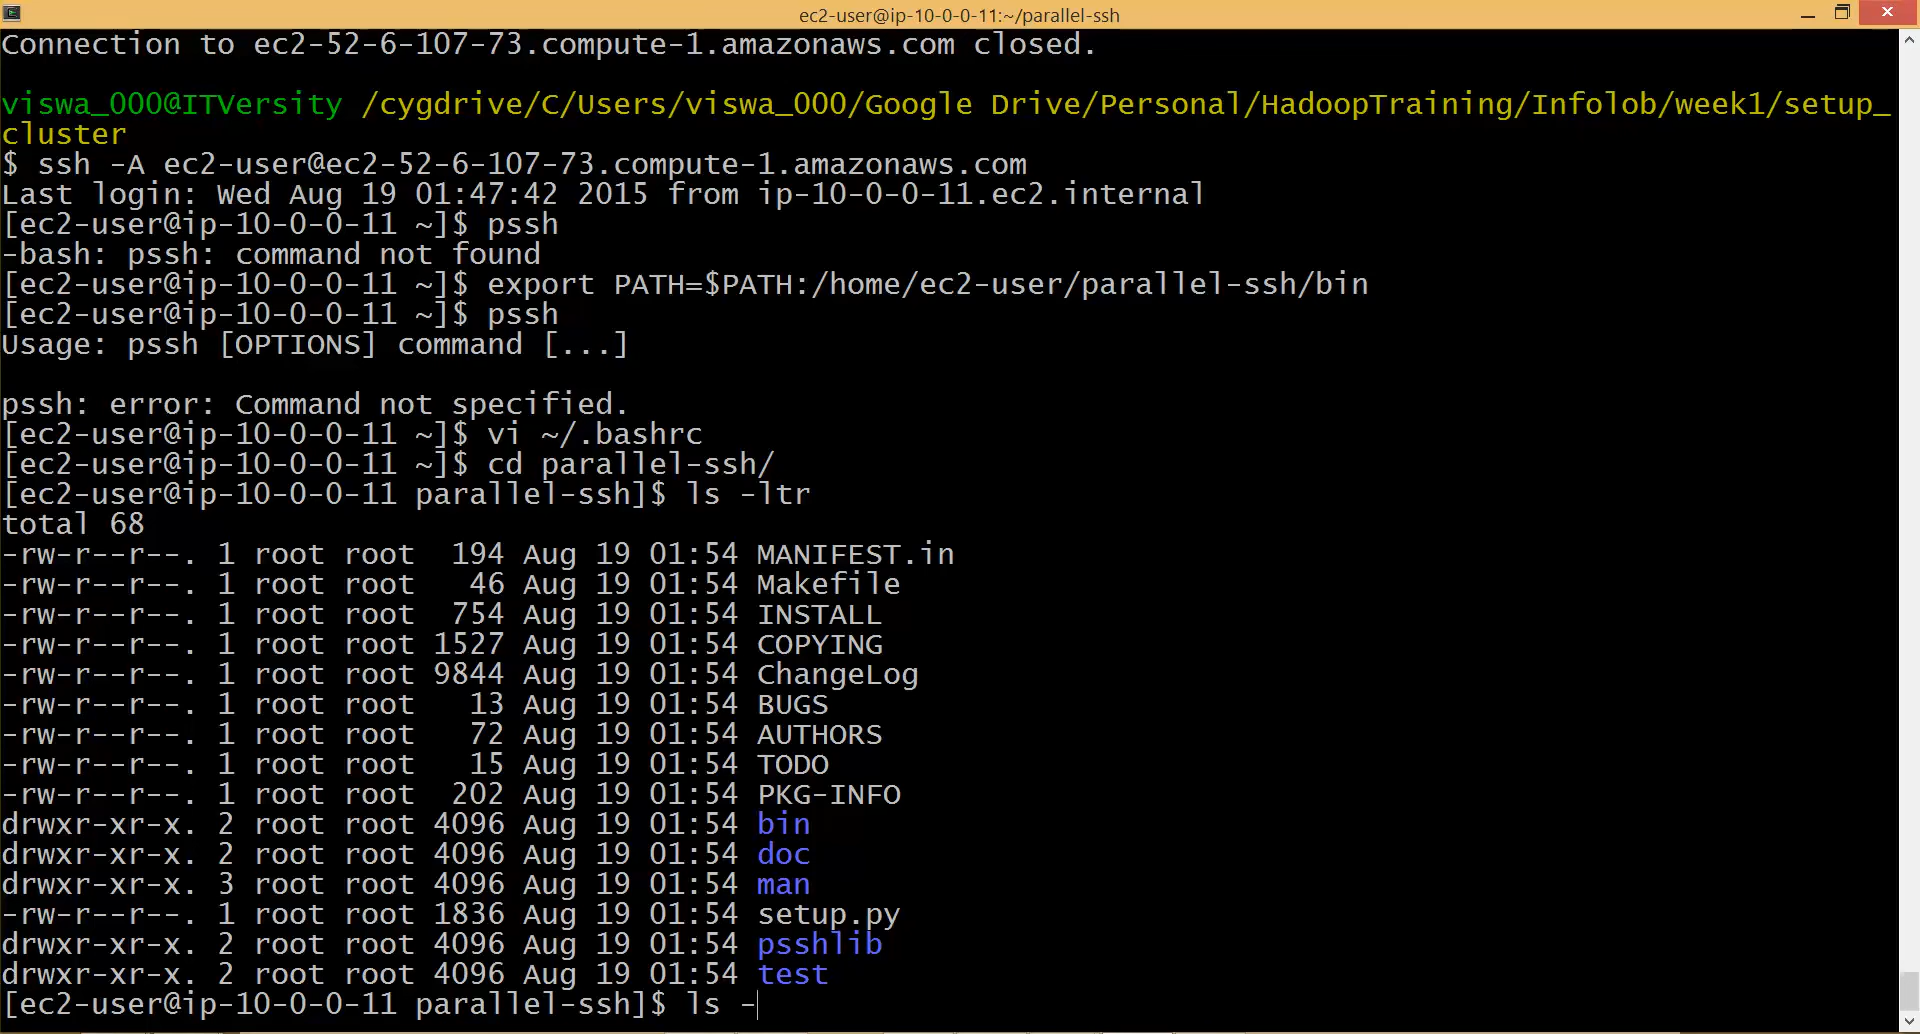 ec2-user@ip-10-0-0-11:~/parallel-ssh
Connection to ec2-52-6-107-73.compute-1.amazonaws.com closed.
viswa_000@ITVersity /cygdrive/C/Users/viswa_000/Google Drive/Personal/HadoopTraining/Infolob/week1/setup_
cluster
$ ssh -A ec2-user@ec2-52-6-107-73.compute-1.amazonaws.com
Last login: Wed Aug 19 01:47:42 2015 from ip-10-0-0-11.ec2.internal
[ec2-user@ip-10-0-0-11 ~]$ pssh
-bash: pssh: command not found
[ec2-user@ip-10-0-0-11 ~]$ export PATH=$PATH:/home/ec2-user/parallel-ssh/bin
[ec2-user@ip-10-0-0-11 ~]$ pssh
Usage: pssh [OPTIONS] command [...]
pssh: error: Command not specified.
[ec2-user@ip-10-0-0-11 ~]$ vi ~/.bashrc
[ec2-user@ip-10-0-0-11 ~]$ cd parallel-ssh/
[ec2-user@ip-10-0-0-11 parallel-ssh]$ ls -ltr
total 68
-rw-r--r--. 1 root root  194 Aug 19 01:54 MANIFEST.in
-rw-r--r--. 1 root root   46 Aug 19 01:54 Makefile
-rw-r--r--. 1 root root  754 Aug 19 01:54 INSTALL
-rw-r--r--. 1 root root 1527 Aug 19 01:54 COPYING
-rw-r--r--. 1 root root 9844 Aug 19 01:54 ChangeLog
-rw-r--r--. 1 root root   13 Aug 19 01:54 BUGS
-rw-r--r--. 1 root root   72 Aug 19 01:54 AUTHORS
-rw-r--r--. 1 root root   15 Aug 19 01:54 TODO
-rw-r--r--. 1 root root  202 Aug 19 01:54 PKG-INFO
drwxr-xr-x. 2 root root 4096 Aug 19 01:54 bin
drwxr-xr-x. 2 root root 4096 Aug 19 01:54 doc
drwxr-xr-x. 3 root root 4096 Aug 19 01:54 man
-rw-r--r--. 1 root root 1836 Aug 19 01:54 setup.py
drwxr-xr-x. 2 root root 4096 Aug 19 01:54 psshlib
drwxr-xr-x. 2 root root 4096 Aug 19 01:54 test
[ec2-user@ip-10-0-0-11 parallel-ssh]$ ls -